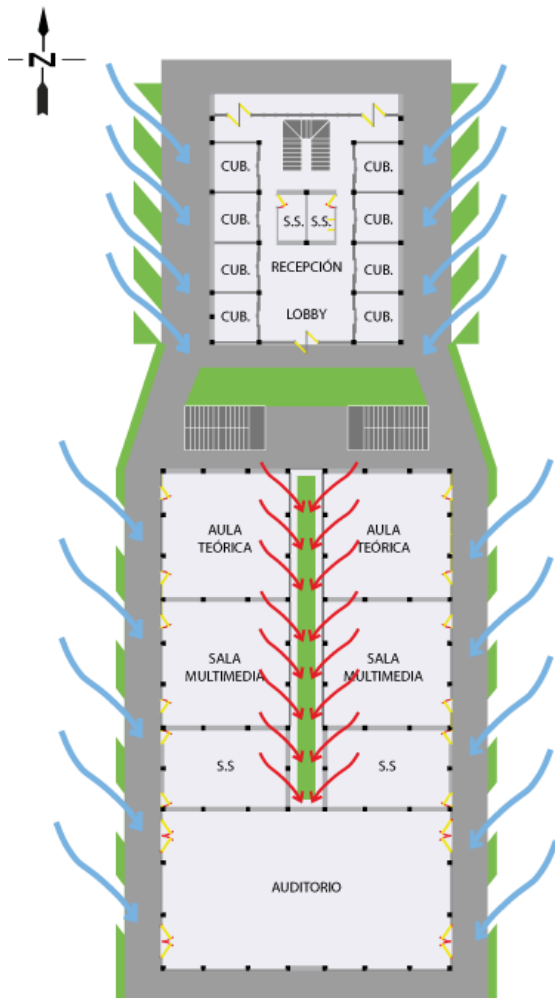 N
CUB. CUB.
CUB. S.S. S.S. CUB.
CUB. RECEPCIÓN CUB.
CUB. LOBBY CUB.
AULA AULA
TEÓRICA TEÓRICA
SALA SALA
MULTIMEDIA MULTIMEDIA
S.S S.S
AUDITORIO